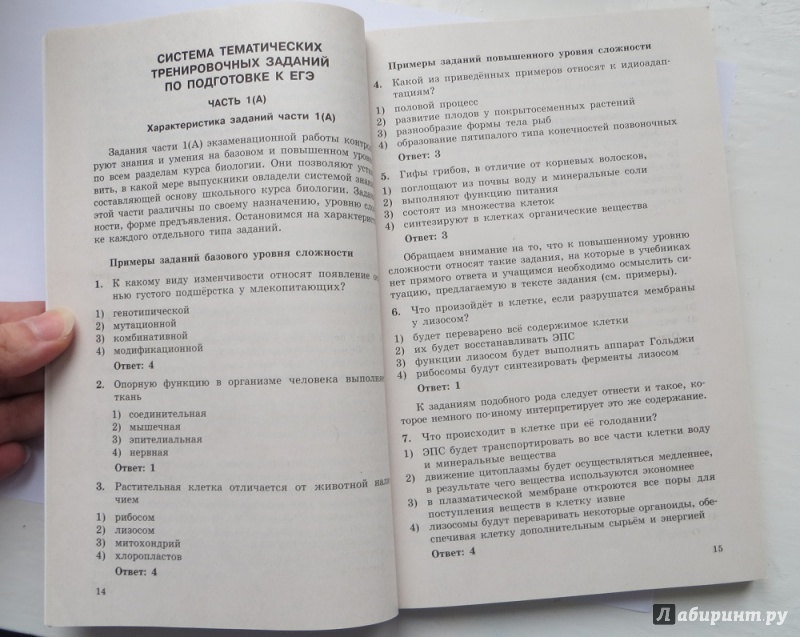 СИСТЕМА ТЕМАТИЧЕСКИХ
ТРЕНИРОВОЧНЫХ ЗАДАНИЙ
ПО ПОДГОТОВКЕ К ЕГЭ
ЧАСТЬ 1(А)
Характеристика заданий части 1(А)
Задания части 1(А) экзаменационной работы
руют знания и умения на базовом и повышенном
по всем разделам курса биологии. Они позволяют
вить, в какой мере выпускники овладели системой
составляющей основу школьного курса биологии.
этой части различны по своему назначению, уровню
ности, форме предъявления. Остановимся на
ке каждого отдельного типа заданий.
Примеры заданий базового уровня сложности
1. К какому виду изменчивости относят появление
нью густого подшёрстка у млекопитающих?
1) генотипической
2) мутационной
3) комбинативной
4) модификационной
Ответ: 4
2. Опорную функцию в организме человека
ткань
1) соединительная
2) мышечная
3) эпителиальная
4) нервная
Ответ: 1
3. Растительная клетка отличается от животной
чием
1) рибосом
2) лизосом
3) митохондрий
4) хлоропластов
Ответ: 4
14
Примеры заданий повышенного уровня сложности
4. Какой из приведённых примеров относят к идиоадап-
тациям?
1) половой процесс
2) развитие плодов у покрытосеменных растений
3) разнообразие формы тела рыб
4) образование пятипалого типа конечностей позвоночных
Ответ: 3
5. Гифы грибов, в отличие от корневых волосков,
1) поглощают из почвы воду и минеральные соли
2) выполняют функцию питания
3) состоят из множества клеток
4) синтезируют в клетках органические вещества
Ответ: 3
Обращаем внимание на то, что к повышенному уровню
сложности относят такие задания, на которые в учебниках
нет прямого ответа и учащимся необходимо осмыслить си-
туацию, предлагаемую в тексте задания (см. примеры).
6. Что произойдёт в клетке, если разрушатся мембраны
у лизосом?
1) будет переварено всё содержимое клетки
2) их будет восстанавливать ЭПС
3) функции лизосом будет выполнять аппарат Гольджи
4) рибосомы будут синтезировать ферменты лизосом
Ответ: 1
К заданиям подобного рода следует отнести и такое, ко-
торое немного по-иному интерпретирует это же содержание.
7. Что происходит в клетке при её голодании?
1) ЭПС будет транспортировать во все части клетки воду
и минеральные вещества
2) движение цитоплазмы будет осуществляться медленнее,
в результате чего вещества используются экономнее
3) в плазматической мембране откроются все поры для
поступления веществ в клетку извне
4) лизосомы будут переваривать некоторые органоиды, обе-
спечивая клетку дополнительным сырьём и энергией
Ответ: 4
15
Лабиринт.ру